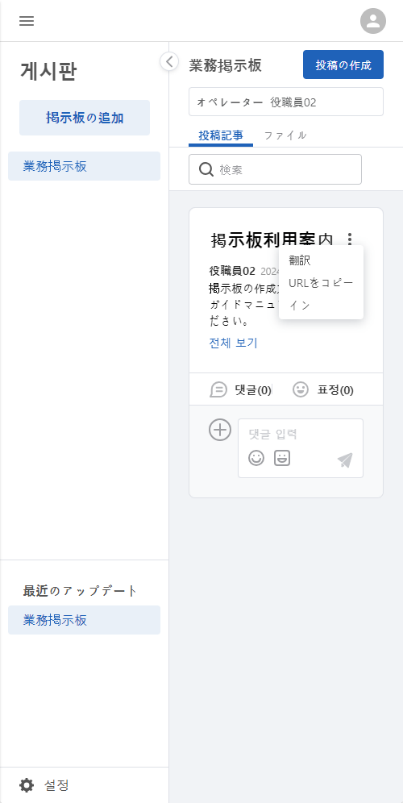 게시판
掲示板の追加
業務掲示板
最近のアップデート
業務掲示板
설정
業務掲示板
投稿の作成
オペレーター 役職員02
投稿記事
ファイル
検索
掲示板利用案内
翻訳
URLをコピー
イン
役職員02 2024
掲示板の作成
ガイドマニュ
ださい。
전체 보기
댓글(0)
표정(0)
댓글 입력